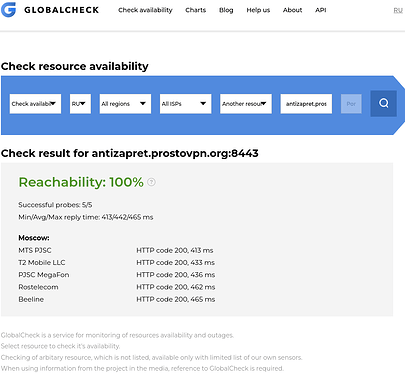 GLOBALCHECK
Check availability Charts Blog Help us About API RU
Check resource availability
Check availabil RU All regions All ISPs Another resour antizapret.pros Por
Check result for antizapret.prostovpn.org:8443
Reachability: 100% ?
Successful probes: 5/5
Min/Avg/Max reply time: 413/442/465 ms
Moscow:
MTS PJSC HTTP code 200, 413 ms
T2 Mobile LLC HTTP code 200, 433 ms
PJSC MegaFon HTTP code 200, 436 ms
Rostelecom HTTP code 200, 462 ms
Beeline HTTP code 200, 465 ms
GlobalCheck is a service for monitoring of resources availability and outages.
Select resource to check it's availability.
Checking of arbitary resource, which is not listed, available only with limited list of our own sensors.
When using information from the project in the media, reference to GlobalCheck is required.